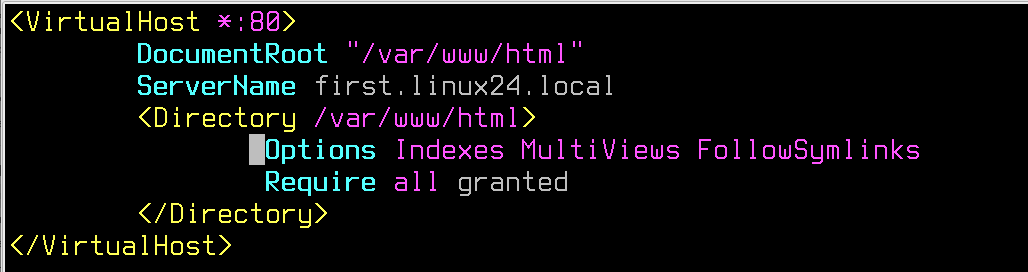 <VirtualHost *:80>
        DocumentRoot "/var/www/html"
        ServerName first.linux24.local
        <Directory /var/www/html>
                Options Indexes MultiViews FollowSymlinks
                Require all granted
        </Directory>
</VirtualHost>